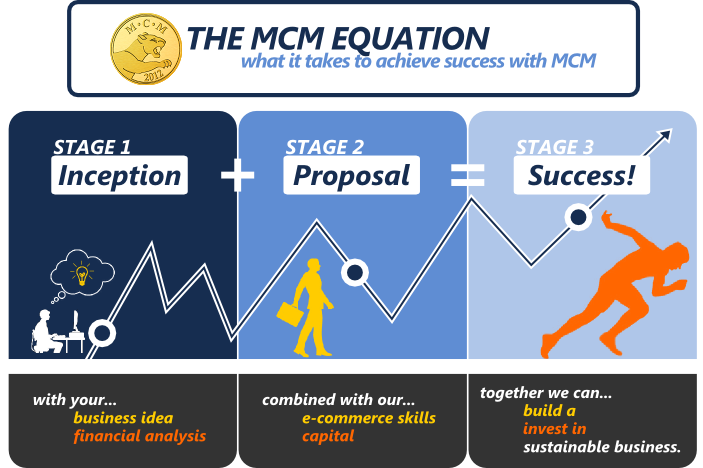 M·C·M
2012
THE MCM EQUATION
what it takes to achieve success with MCM
STAGE 1
Inception
+
STAGE 2
Proposal
=
STAGE 3
Success!
with your...
business idea
financial analysis
combined with our...
e-commerce skills
capital
together we can...
build a
invest in
sustainable business.